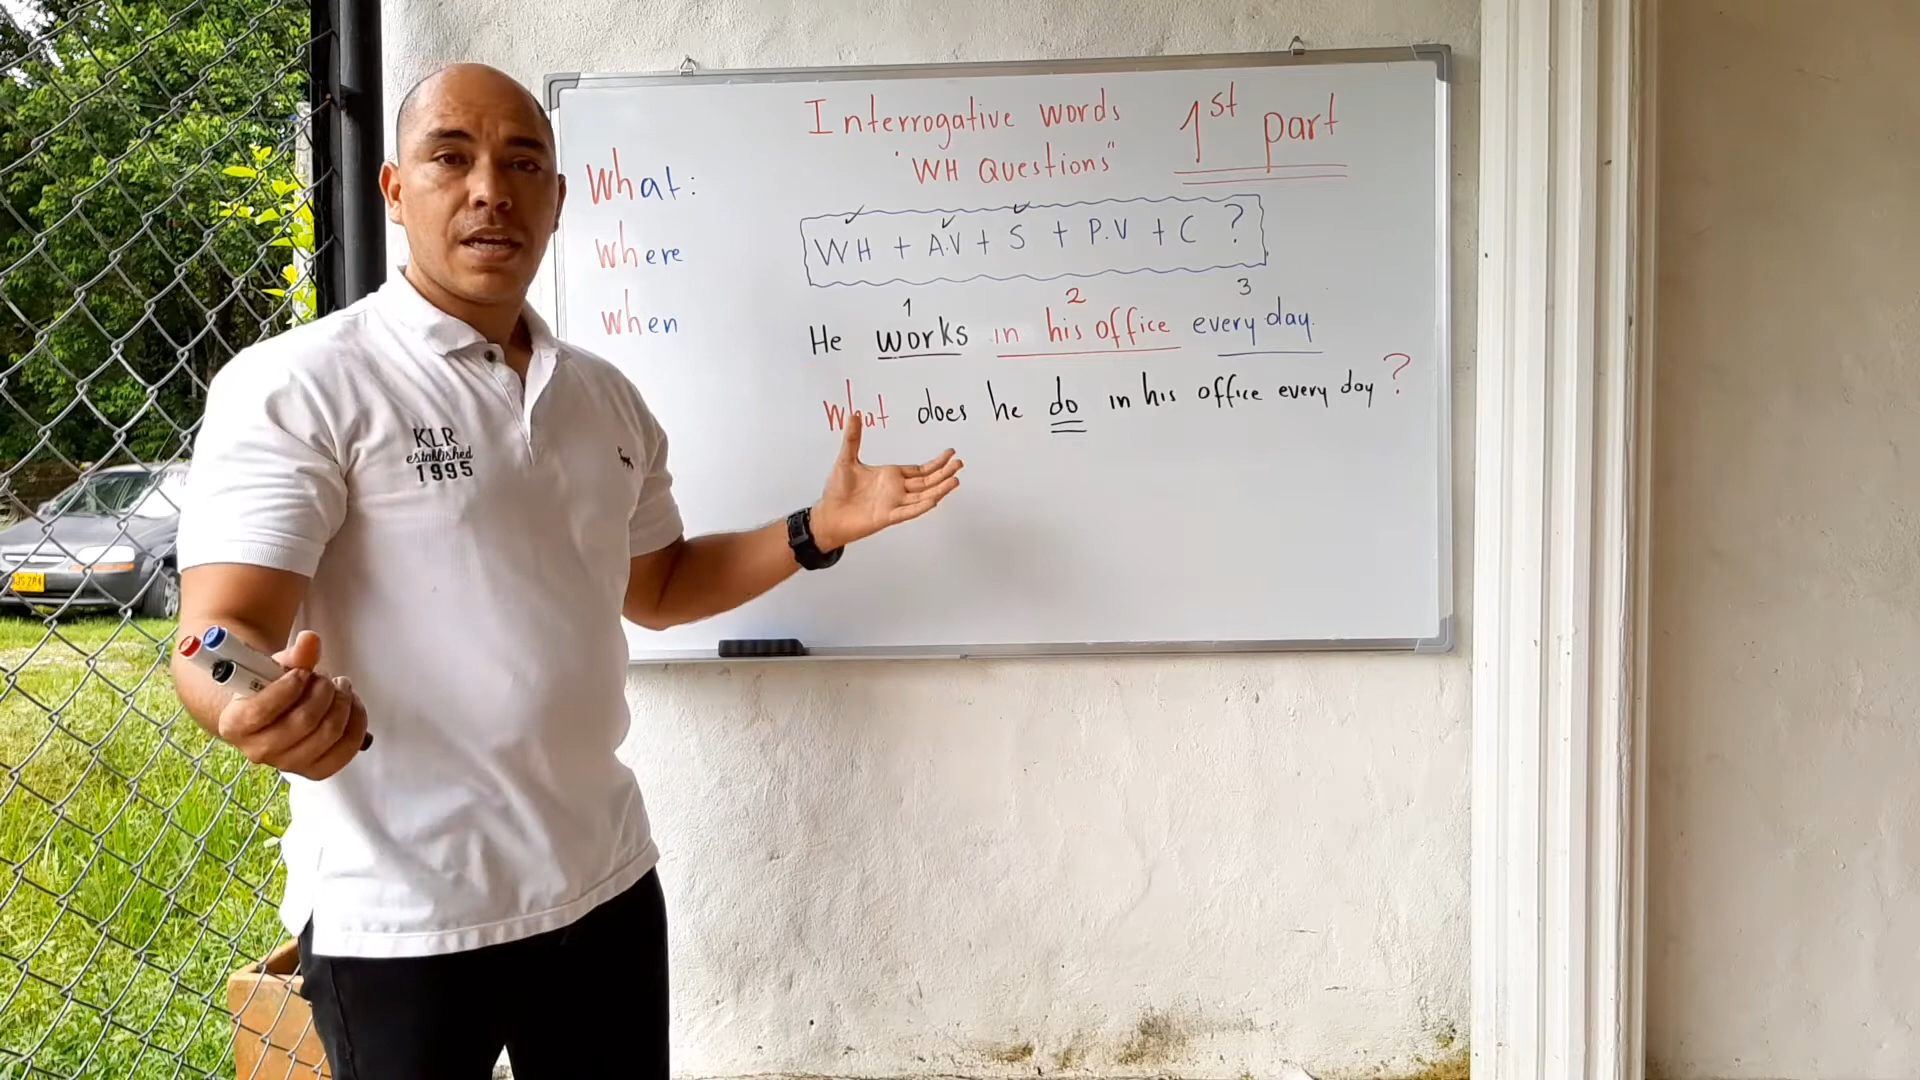 Interrogative words
"WH Questions"
1st part
What:
where
when
WH + A.V + S + P.V + C ?
1 2 3
He works in his office every day.
What does he do in his office every day ?
KLR
established
1995